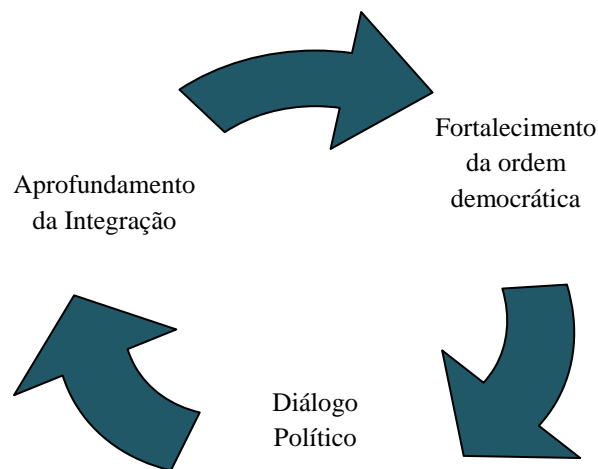 Fortalecimento
da ordem
democrática
Aprofundamento
da Integração
Diálogo
Político